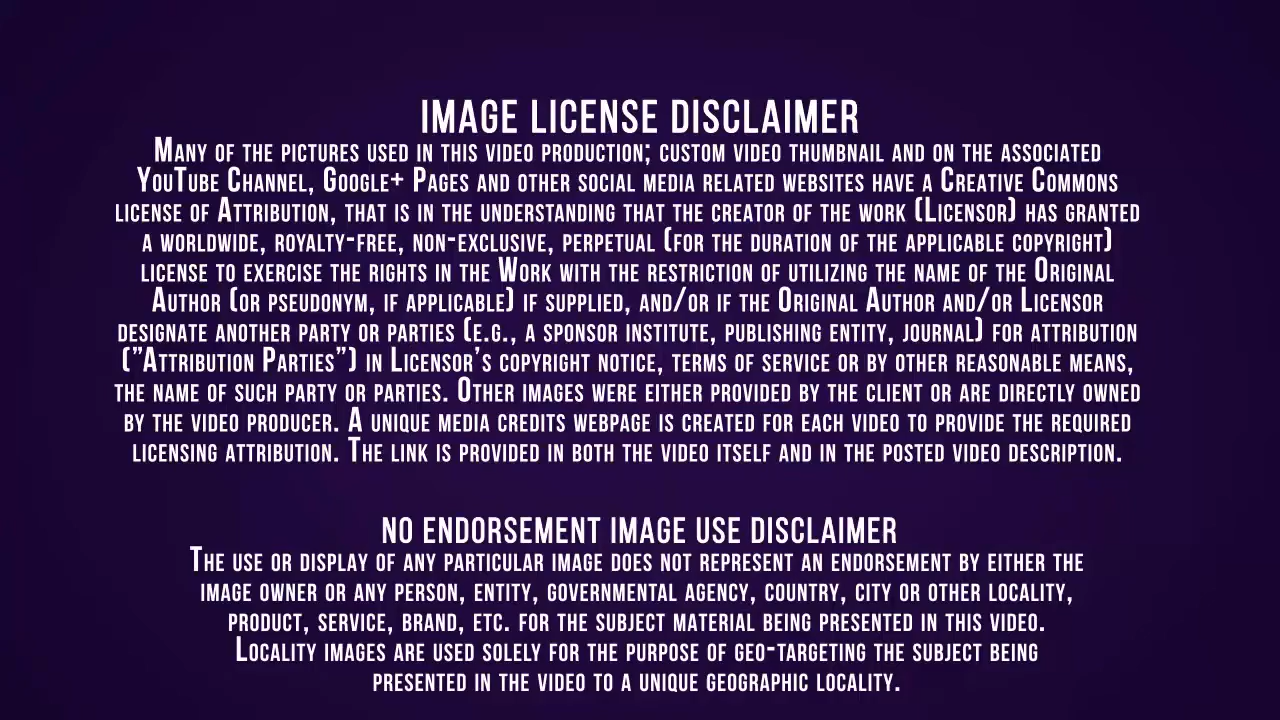 IMAGE LICENSE DISCLAIMER
MANY OF THE PICTURES USED IN THIS VIDEO PRODUCTION; CUSTOM VIDEO THUMBNAIL AND ON THE ASSOCIATED
YOUTUBE CHANNEL, GOOGLE+ PAGES AND OTHER SOCIAL MEDIA RELATED WEBSITES HAVE A CREATIVE COMMONS
LICENSE OF ATTRIBUTION, THAT IS IN THE UNDERSTANDING THAT THE CREATOR OF THE WORK (LICENSOR) HAS GRANTED
A WORLDWIDE, ROYALTY-FREE, NON-EXCLUSIVE, PERPETUAL (FOR THE DURATION OF THE APPLICABLE COPYRIGHT)
LICENSE TO EXERCISE THE RIGHTS IN THE WORK WITH THE RESTRICTION OF UTILIZING THE NAME OF THE ORIGINAL
AUTHOR (OR PSEUDONYM, IF APPLICABLE) IF SUPPLIED, AND/OR IF THE ORIGINAL AUTHOR AND/OR LICENSOR
DESIGNATE ANOTHER PARTY OR PARTIES (E.G., A SPONSOR INSTITUTE, PUBLISHING ENTITY, JOURNAL) FOR ATTRIBUTION
("ATTRIBUTION PARTIES") IN LICENSOR'S COPYRIGHT NOTICE, TERMS OF SERVICE OR BY OTHER REASONABLE MEANS,
THE NAME OF SUCH PARTY OR PARTIES. OTHER IMAGES WERE EITHER PROVIDED BY THE CLIENT OR ARE DIRECTLY OWNED
BY THE VIDEO PRODUCER. A UNIQUE MEDIA CREDITS WEBPAGE IS CREATED FOR EACH VIDEO TO PROVIDE THE REQUIRED
LICENSING ATTRIBUTION. THE LINK IS PROVIDED IN BOTH THE VIDEO ITSELF AND IN THE POSTED VIDEO DESCRIPTION.
NO ENDORSEMENT IMAGE USE DISCLAIMER
THE USE OR DISPLAY OF ANY PARTICULAR IMAGE DOES NOT REPRESENT AN ENDORSEMENT BY EITHER THE
IMAGE OWNER OR ANY PERSON, ENTITY, GOVERNMENTAL AGENCY, COUNTRY, CITY OR OTHER LOCALITY,
PRODUCT, SERVICE, BRAND, ETC. FOR THE SUBJECT MATERIAL BEING PRESENTED IN THIS VIDEO.
LOCALITY IMAGES ARE USED SOLELY FOR THE PURPOSE OF GEO-TARGETING THE SUBJECT BEING
PRESENTED IN THE VIDEO TO A UNIQUE GEOGRAPHIC LOCALITY.